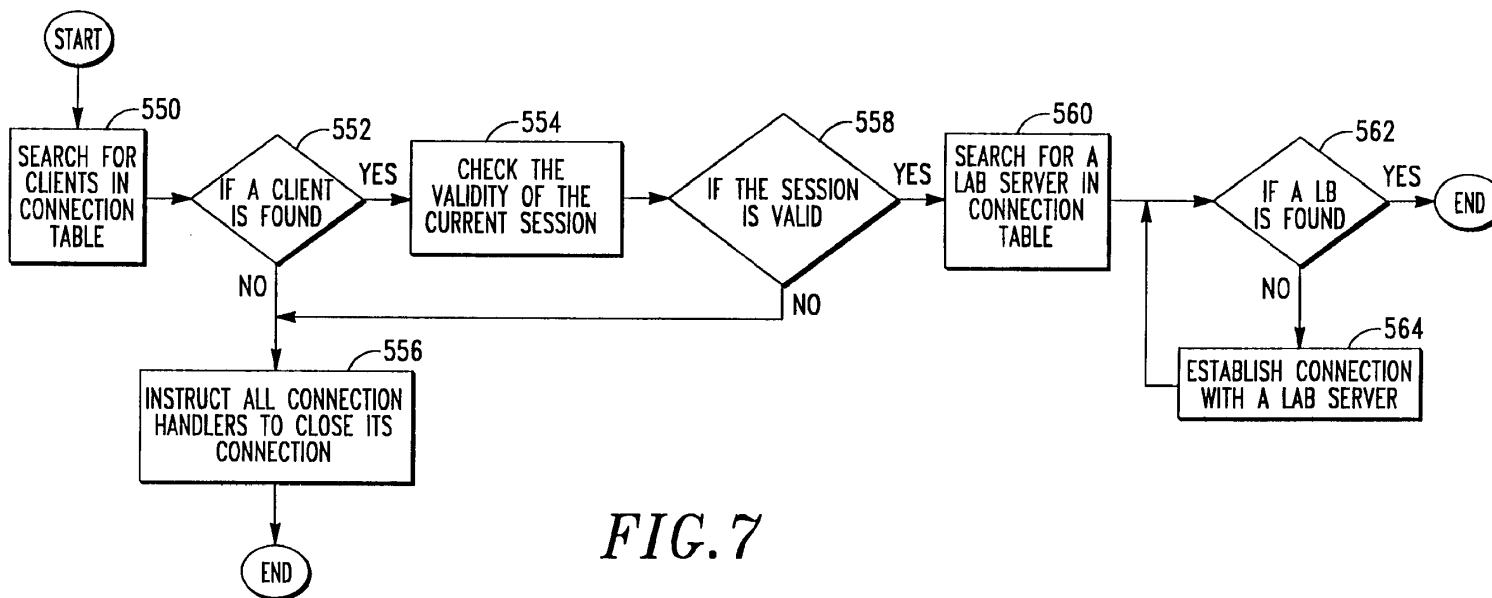 START
550
SEARCH FOR
CLIENTS IN
CONNECTION
TABLE
552
IF A CLIENT
IS FOUND
YES
NO
554
CHECK THE
VALIDITY OF THE
CURRENT SESSION
558
IF THE SESSION
IS VALID
YES
NO
560
SEARCH FOR A
LAB SERVER IN
CONNECTION
TABLE
562
IF A LB
IS FOUND
YES
END
NO
564
ESTABLISH CONNECTION
WITH A LAB SERVER
556
INSTRUCT ALL CONNECTION
HANDLERS TO CLOSE ITS
CONNECTION
END
FIG.7